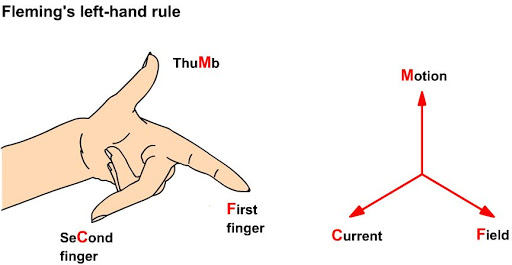 Fleming's left-hand rule
ThuMb
First
finger
SeCond
finger
Motion
Current
Field